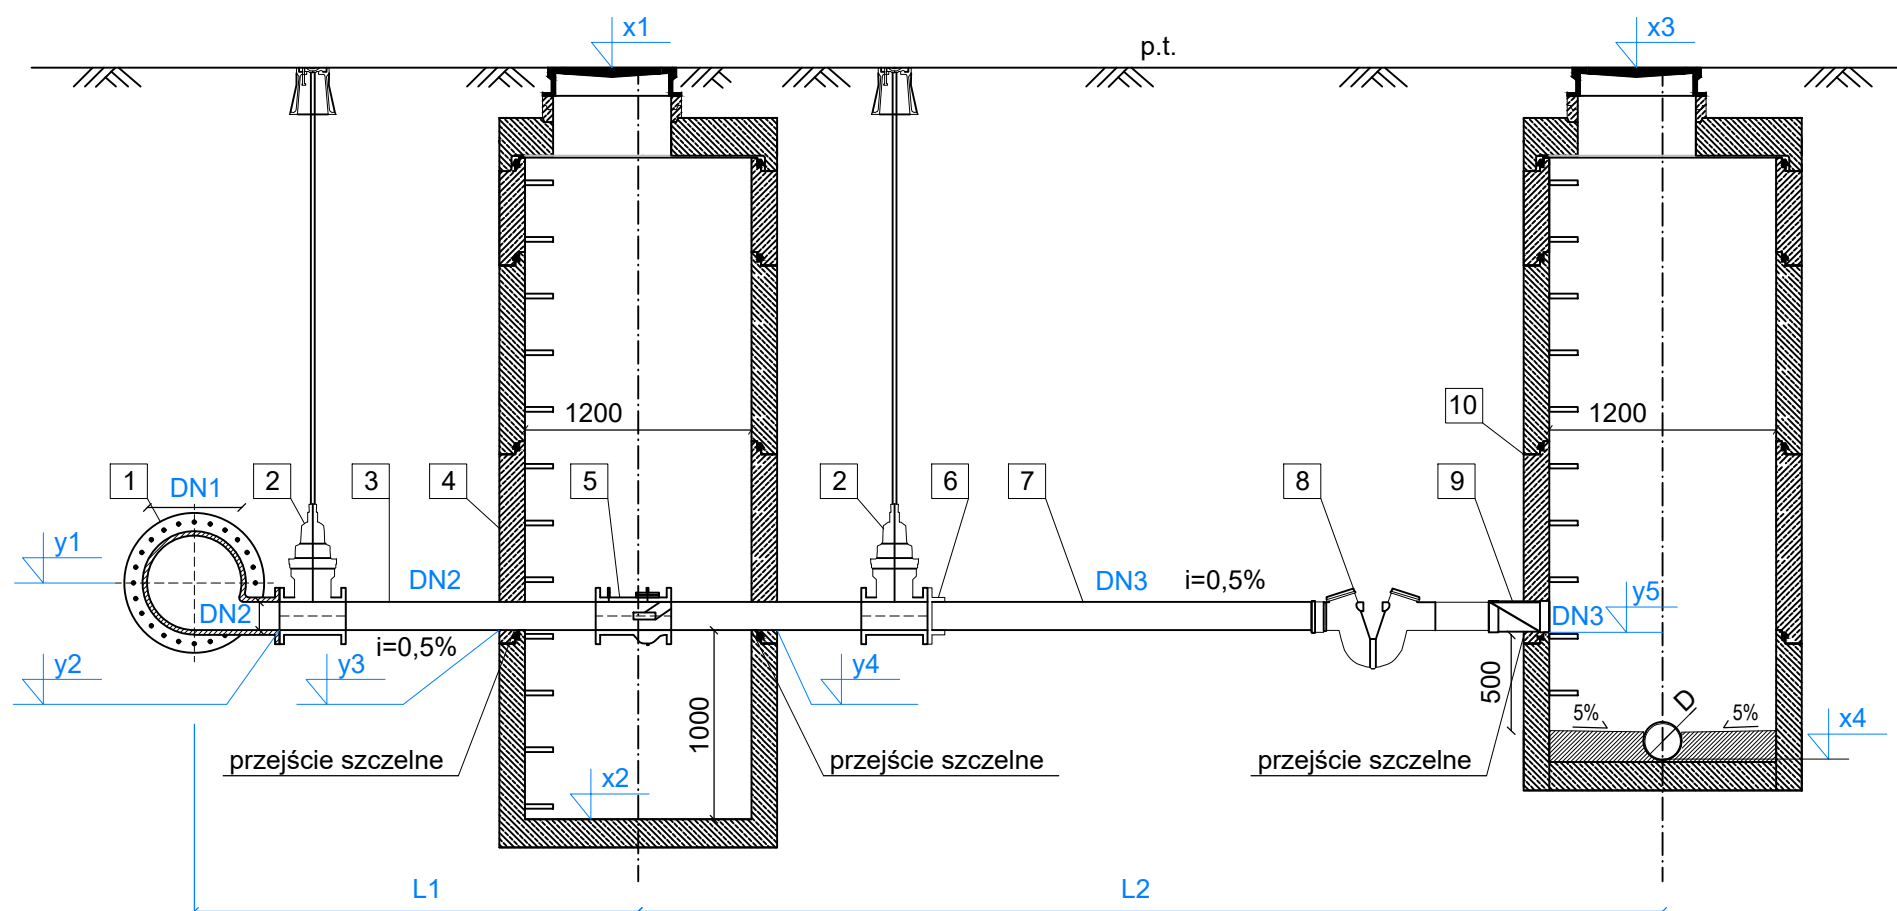 x1
x3
p.t.
1200
10
1200
1
DN1
2
3
4
5
2
6
7
8
9
y1
DN2
DN3
i=0,5%
y5
DN2
DN3
i=0,5%
y2
y3
y4
500
D
5%
5%
x4
1000
przejście szczelne
przejście szczelne
przejście szczelne
x2
L1
L2